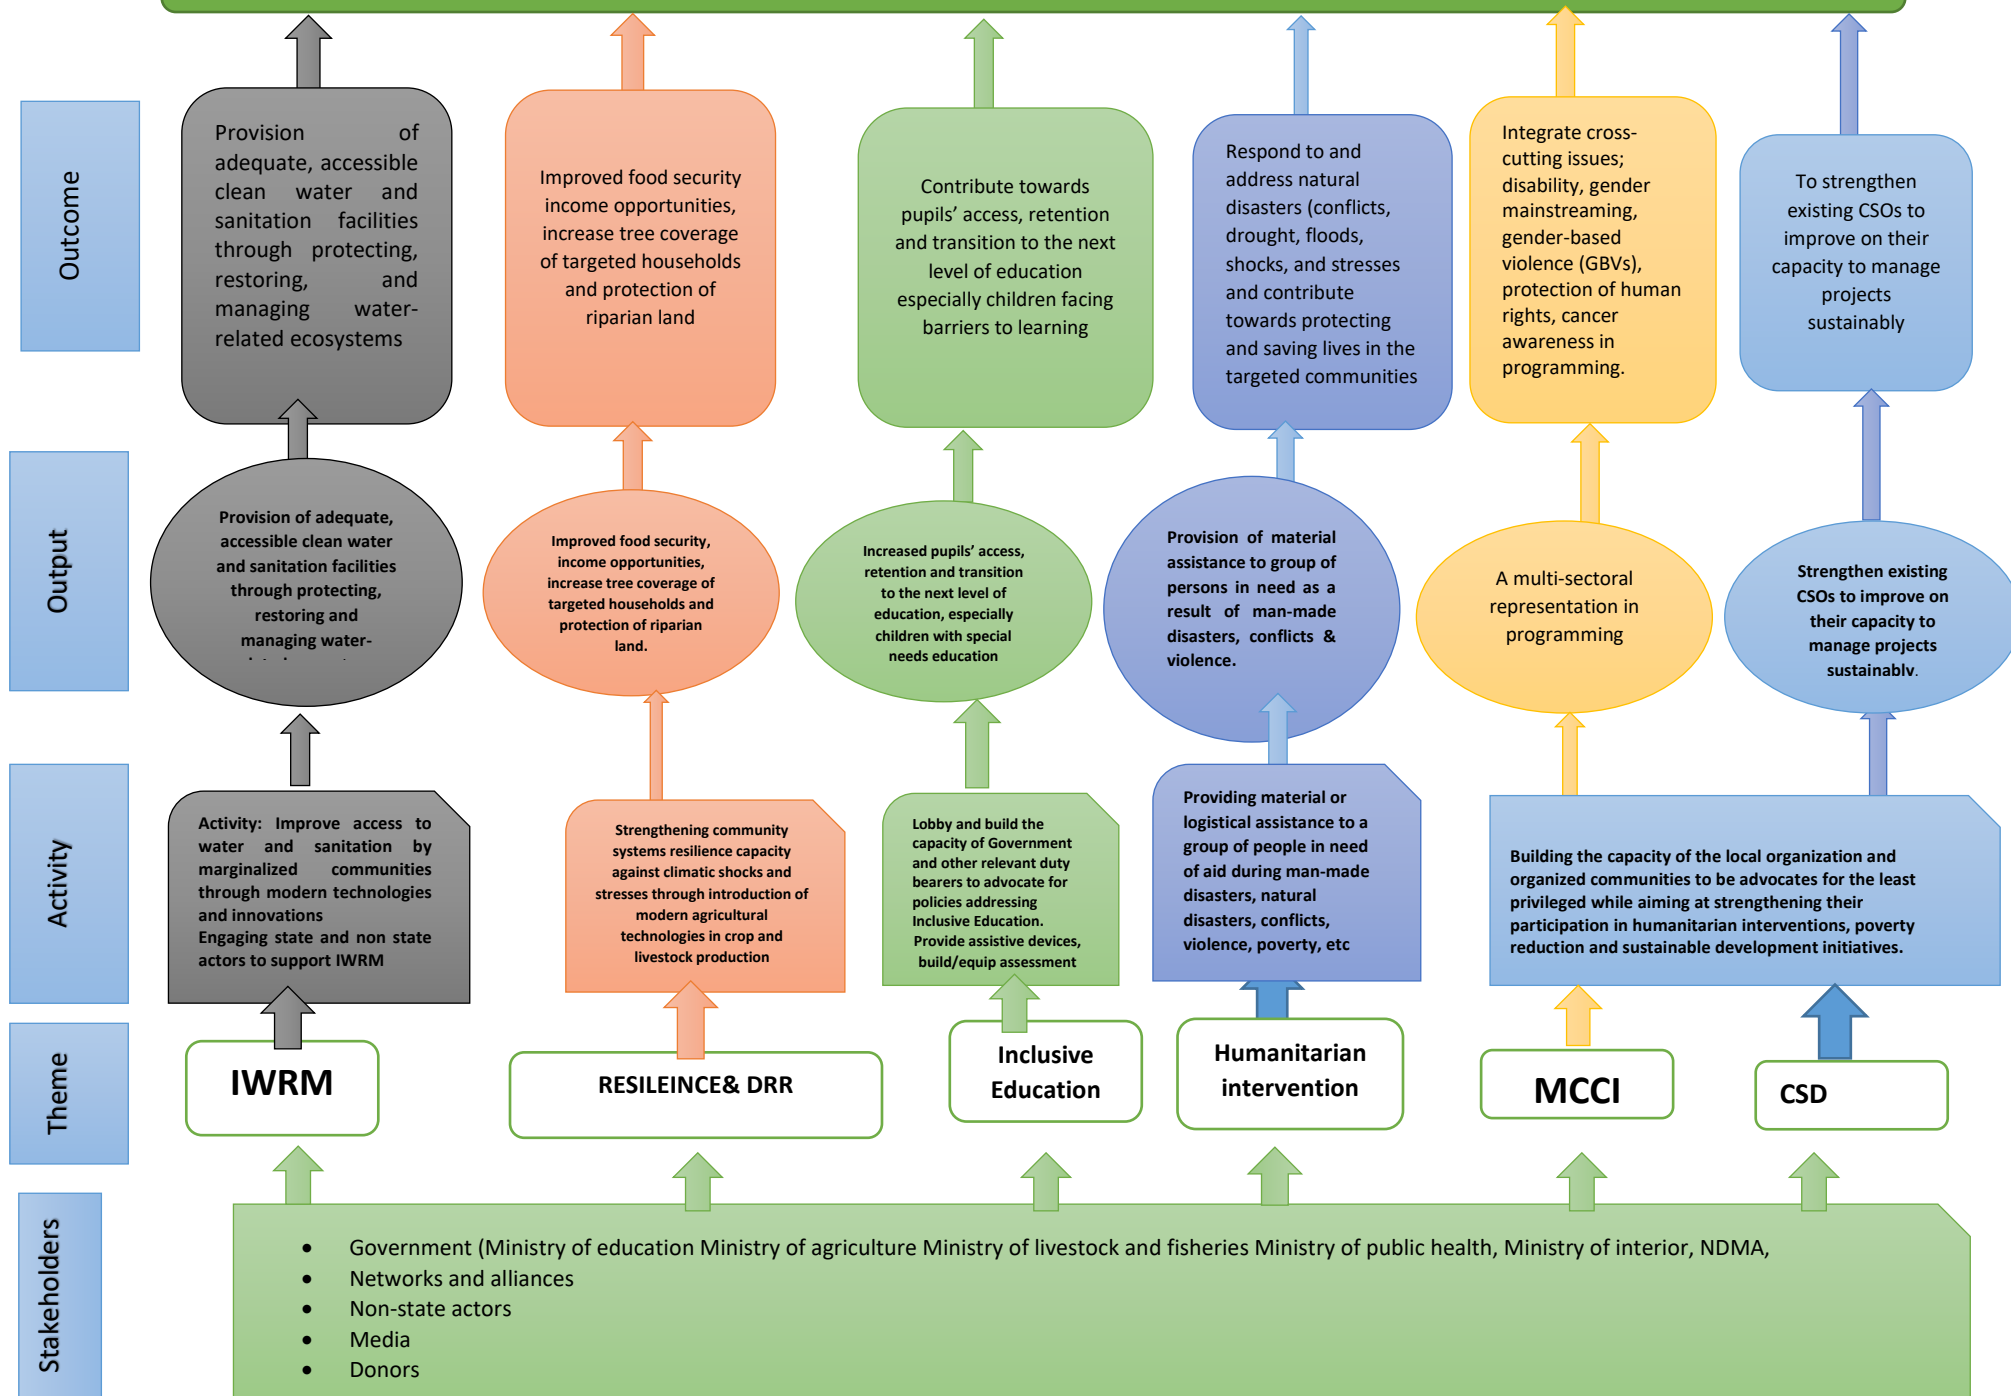 Outcome
Provision of
adequate, accessible
clean water and
sanitation facilities
through protecting,
restoring, and
managing water-
related ecosystems
Improved food security
income opportunities,
increase tree coverage
of targeted households
and protection of
riparian land
Contribute towards
pupils’ access, retention
and transition to the next
level of education
especially children facing
barriers to learning
Respond to and
address natural
disasters (conflicts,
drought, floods,
shocks, and stresses
and contribute
towards protecting
and saving lives in the
targeted communities
Integrate cross-
cutting issues;
disability, gender
mainstreaming,
gender-based
violence (GBVs),
protection of human
rights, cancer
awareness in
programming.
To strengthen
existing CSOs to
improve on their
capacity to manage
projects
sustainably
Output
Provision of adequate,
accessible clean water
and sanitation facilities
through protecting,
restoring and
managing water-
Improved food security,
income opportunities,
increase tree coverage of
targeted households and
protection of riparian
land.
Increased pupils’ access,
retention and transition
to the next level of
education, especially
children with special
needs education
Provision of material
assistance to group of
persons in need as a
result of man-made
disasters, conflicts &
violence.
A multi-sectoral
representation in
programming
Strengthen existing
CSOs to improve on
their capacity to
manage projects
sustainably.
Activity
Activity: Improve access to
water and sanitation by
marginalized communities
through modern technologies
and innovations
Engaging state and non state
actors to support IWRM
Strengthening community
systems resilience capacity
against climatic shocks and
stresses through introduction of
modern agricultural
technologies in crop and
livestock production
Lobby and build the
capacity of Government
and other relevant duty
bearers to advocate for
policies addressing
Inclusive Education.
Provide assistive devices,
build/equip assessment
Providing material or
logistical assistance to a
group of people in need
of aid during man-made
disasters, natural
disasters, conflicts,
violence, poverty, etc
Building the capacity of the local organization and
organized communities to be advocates for the least
privileged while aiming at strengthening their
participation in humanitarian interventions, poverty
reduction and sustainable development initiatives.
Theme
IWRM
RESILEINCE& DRR
Inclusive
Education
Humanitarian
intervention
MCCI
CSD
Stakeholders
• Government (Ministry of education Ministry of agriculture Ministry of livestock and fisheries Ministry of public health, Ministry of interior, NDMA,
• Networks and alliances
• Non-state actors
• Media
• Donors